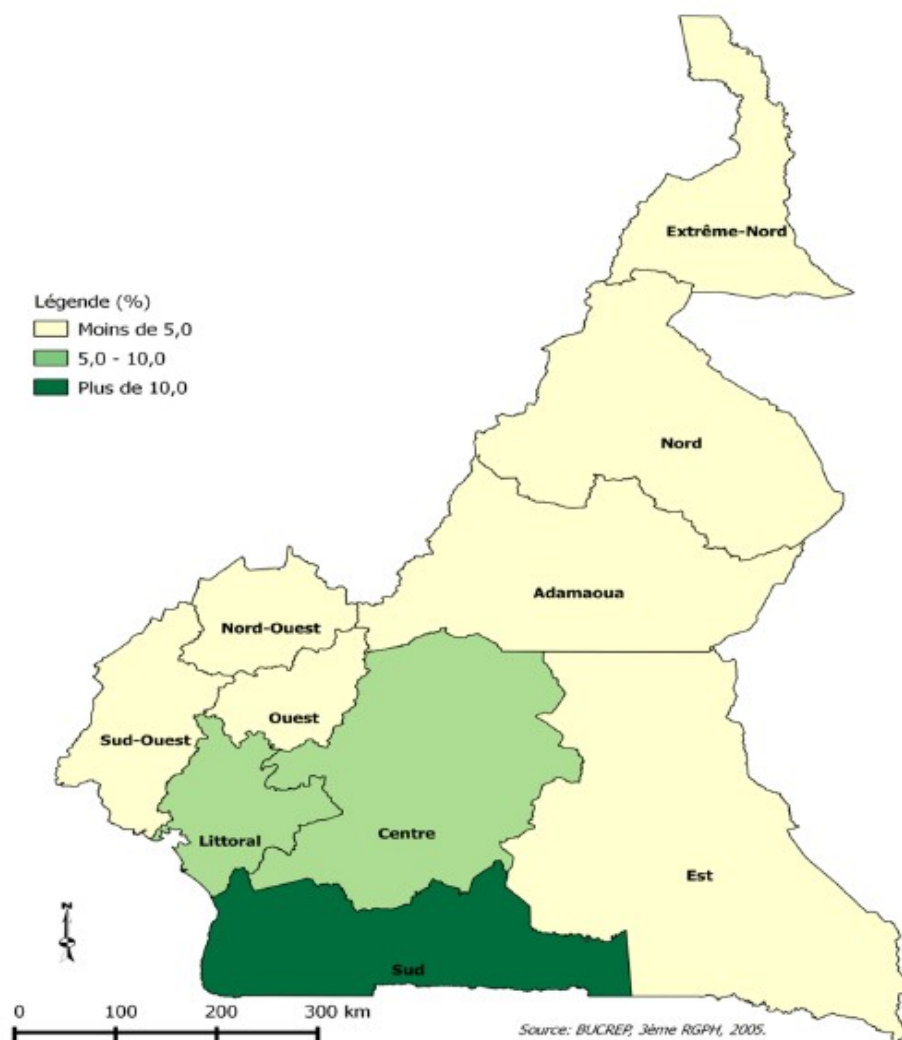 Extrême-Nord
Légende (%)
Moins de 5,0
5,0 - 10,0
Plus de 10,0
Nord
Adamaoua
Nord-Ouest
Ouest
Sud-Ouest
Littoral
Centre
Est
N
Sud
0 100 200 300 km
Source: BUCREP, 3ème RGPH, 2005.